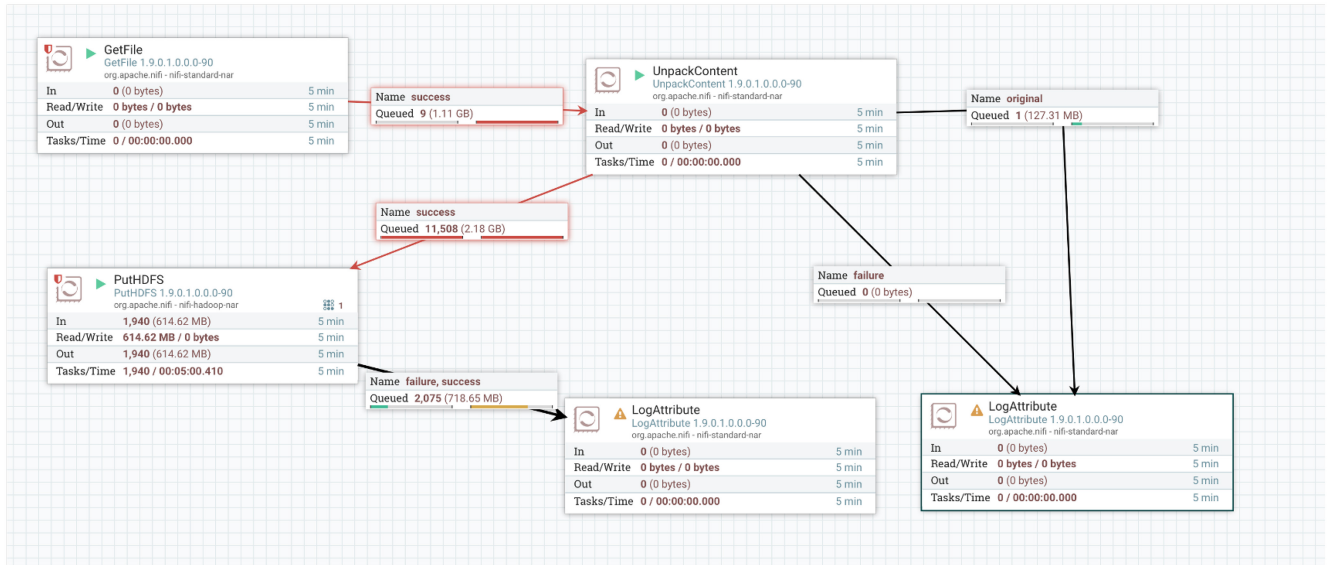 GetFile
GetFile 1.9.0.1.0.0.0-90
org.apache.nifi - nifi-standard-nar
In 0 (0 bytes) 5 min
Read/Write 0 bytes / 0 bytes 5 min
Out 0 (0 bytes) 5 min
Tasks/Time 0 / 00:00:00.000 5 min
Name success
Queued 9 (1.11 GB)
UnpackContent
UnpackContent 1.9.0.1.0.0.0-90
org.apache.nifi - nifi-standard-nar
In 0 (0 bytes) 5 min
Read/Write 0 bytes / 0 bytes 5 min
Out 0 (0 bytes) 5 min
Tasks/Time 0 / 00:00:00.000 5 min
Name original
Queued 1 (127.31 MB)
Name success
Queued 11,508 (2.18 GB)
Name failure
Queued 0 (0 bytes)
PutHDFS
PutHDFS 1.9.0.1.0.0.0-90
org.apache.nifi - nifi-hadoop-nar
1
In 1,940 (614.62 MB) 5 min
Read/Write 614.62 MB / 0 bytes 5 min
Out 1,940 (614.62 MB) 5 min
Tasks/Time 1,940 / 00:05:00.410 5 min
Name failure, success
Queued 2,075 (718.65 MB)
LogAttribute
LogAttribute 1.9.0.1.0.0.0-90
org.apache.nifi - nifi-standard-nar
In 0 (0 bytes) 5 min
Read/Write 0 bytes / 0 bytes 5 min
Out 0 (0 bytes) 5 min
Tasks/Time 0 / 00:00:00.000 5 min
LogAttribute
LogAttribute 1.9.0.1.0.0.0-90
org.apache.nifi - nifi-standard-nar
In 0 (0 bytes) 5 min
Read/Write 0 bytes / 0 bytes 5 min
Out 0 (0 bytes) 5 min
Tasks/Time 0 / 00:00:00.000 5 min